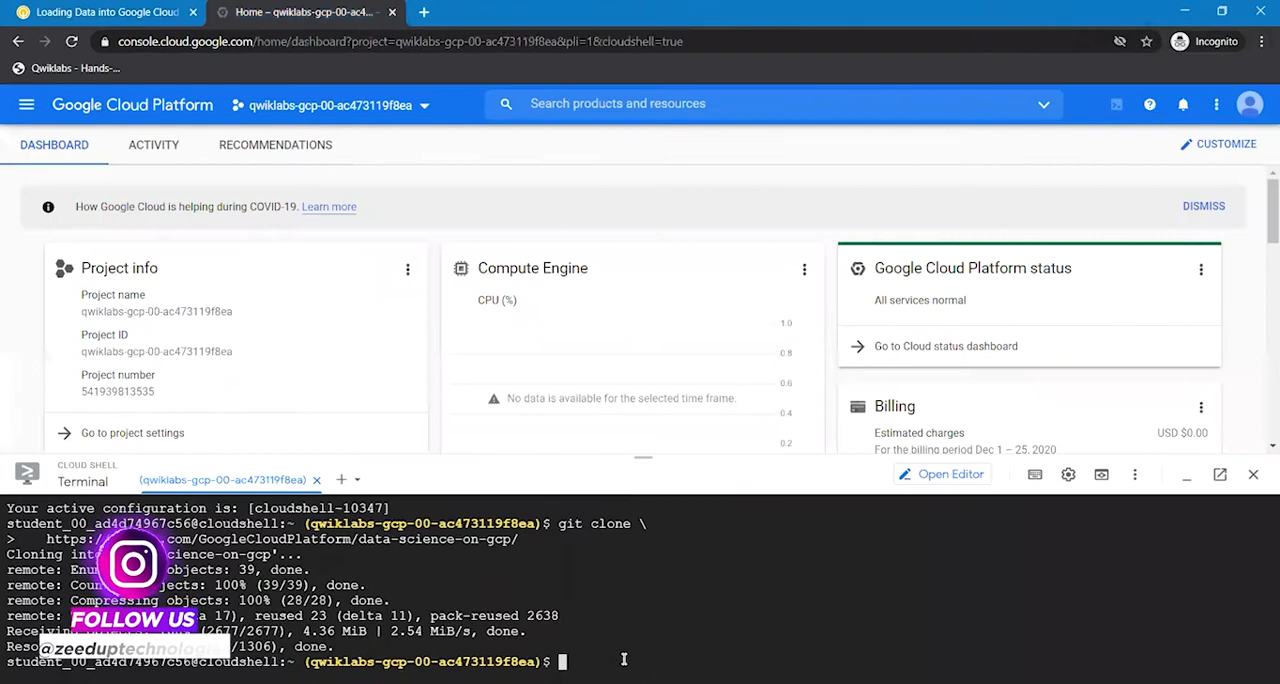 Loading Data into Google Cloud
Home – qwiklabs-gcp-00-ac4...
console.cloud.google.com/home/dashboard?project=qwiklabs-gcp-00-ac473119f8ea&pli=1&cloudshell=true
Incognito
Qwiklabs - Hands-...
Google Cloud Platform
qwiklabs-gcp-00-ac473119f8ea
Search products and resources
DASHBOARD
ACTIVITY
RECOMMENDATIONS
CUSTOMIZE
How Google Cloud is helping during COVID-19. Learn more
DISMISS
Project info
Project name
qwiklabs-gcp-00-ac473119f8ea
Project ID
qwiklabs-gcp-00-ac473119f8ea
Project number
541939813535
Go to project settings
Compute Engine
CPU (%)
1.0
0.8
0.6
No data is available for the selected time frame.
0.4
0.2
Google Cloud Platform status
All services normal
Go to Cloud status dashboard
Billing
Estimated charges
USD $0.00
For the billing period Dec 1 – 25, 2020
CLOUD SHELL
Terminal
(qwiklabs-gcp-00-ac473119f8ea)
Open Editor
Your active configuration is: [cloudshell-10347]
student_00_ad4d74967c56@cloudshell:~ (qwiklabs-gcp-00-ac473119f8ea)$ git clone \
> https:/ .com/GoogleCloudPlatform/data-science-on-gcp/
Cloning into science-on-gcp'...
remote: objects: 39, done.
remote: objects: 100% (39/39), done.
remote: Compressing objects: 100% (28/28), done.
remote: 17), reused 23 (delta 11), pack-reused 2638
(2677/2677), 4.36 MiB | 2.54 MiB/s, done.
/1306), done.
student_00_ad4d74967c56@cloudshell:~ (qwiklabs-gcp-00-ac473119f8ea)$
FOLLOW US
@zeeduptechnolog